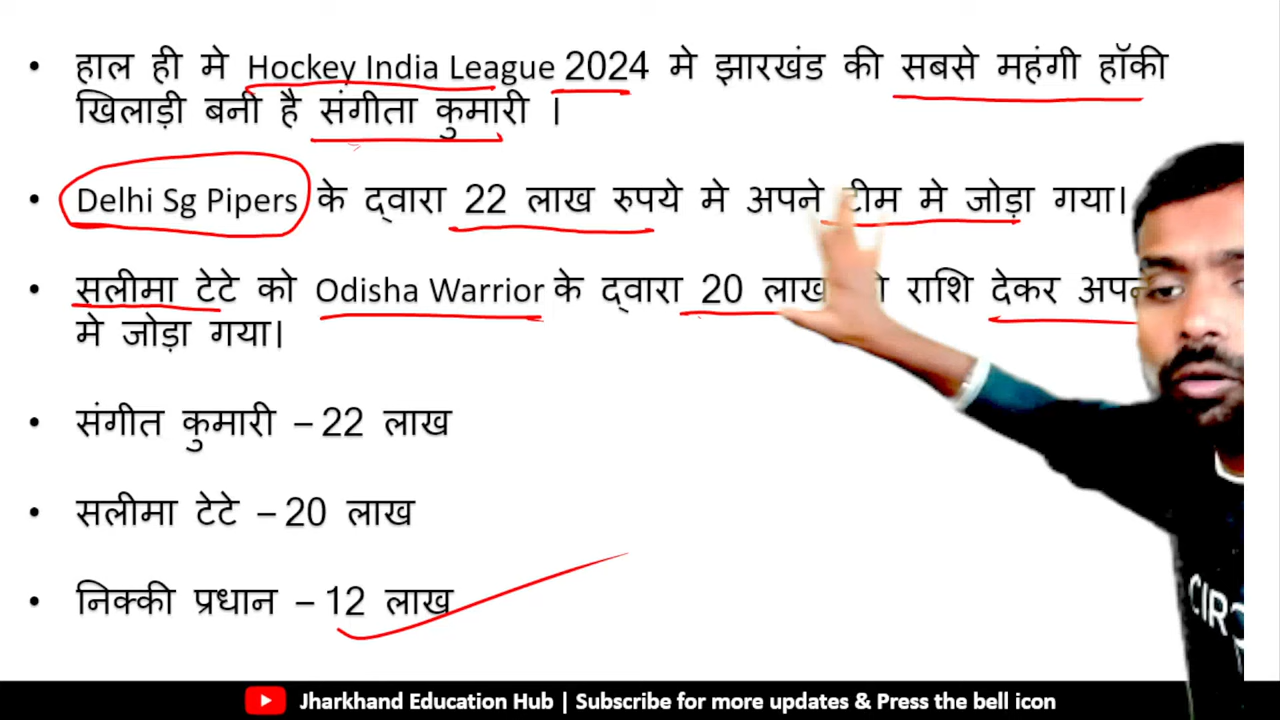 • हाल ही मे Hockey India League 2024 मे झारखंड की सबसे महंगी हॉकी
खिलाड़ी बनी है संगीता कुमारी ।
• Delhi Sg Pipers के द्वारा 22 लाख रुपये मे अपने टीम मे जोड़ा गया।
• सलीमा टेटे को Odisha Warrior के द्वारा 20 लाख राशि देकर
मे जोड़ा गया।
• संगीत कुमारी – 22 लाख
• सलीमा टेटे – 20 लाख
• निक्की प्रधान – 12 लाख
Jharkhand Education Hub | Subscribe for more updates & Press the bell icon